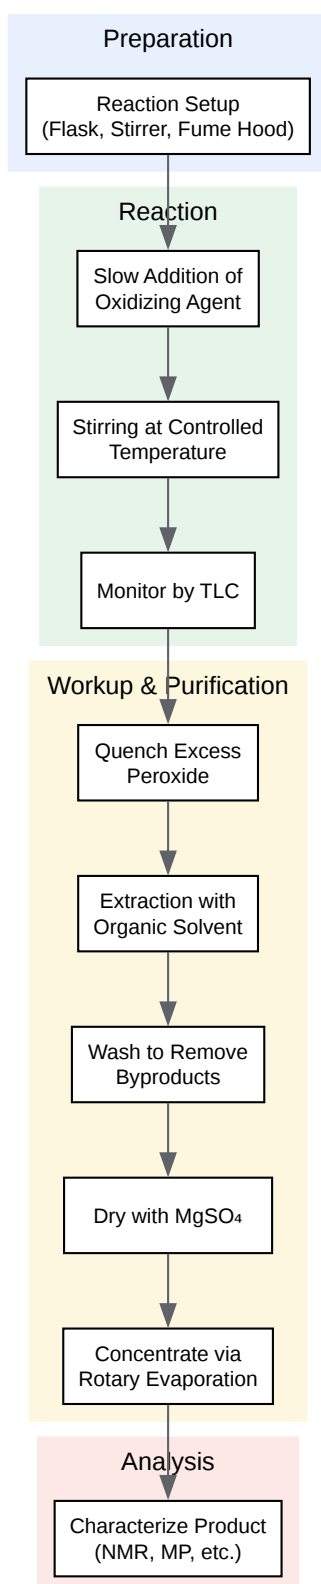 Preparation
Reaction Setup
(Flask, Stirrer, Fume Hood)
Reaction
Slow Addition of
Oxidizing Agent
Stirring at Controlled
Temperature
Monitor by TLC
Workup & Purification
Quench Excess
Peroxide
Extraction with
Organic Solvent
Wash to Remove
Byproducts
Dry with MgSO₄
Concentrate via
Rotary Evaporation
Analysis
Characterize Product
(NMR, MP, etc.)